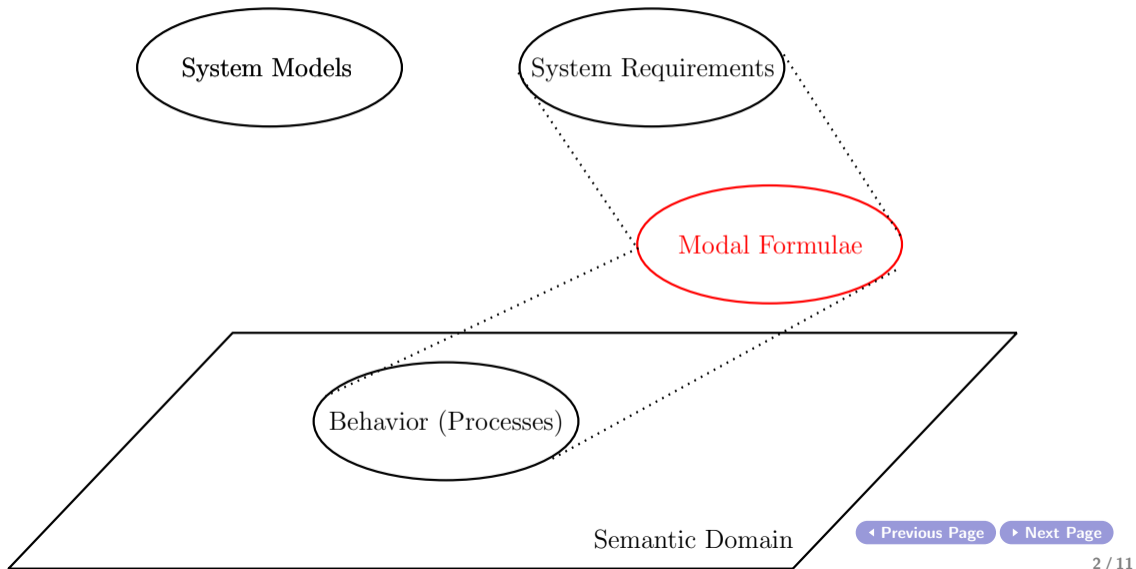 System Models
System Requirements
Modal Formulae
Behavior (Processes)
Semantic Domain
Previous Page
Next Page
2 / 11